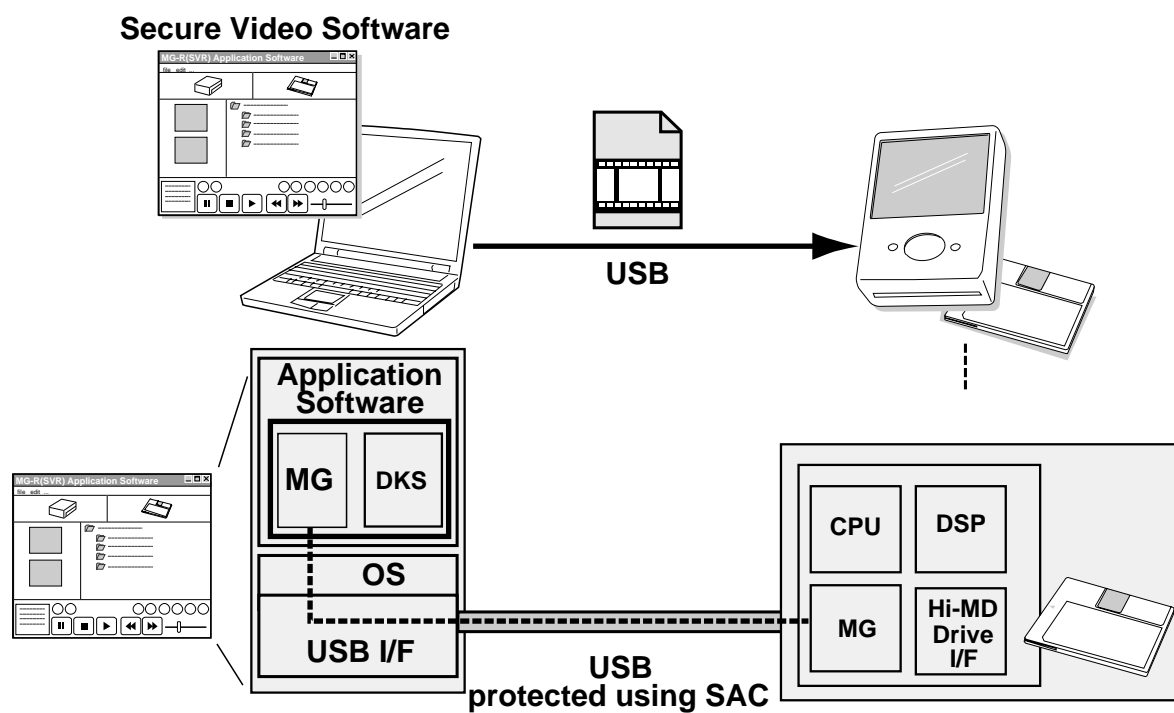 Secure Video Software
MG-R(SVR) Application Software
file edit ...
USB
Application
Software
MG
DKS
OS
USB I/F
MG-R(SVR) Application Software
file edit ...
USB
protected using SAC
CPU
DSP
MG
Hi-MD
Drive
I/F